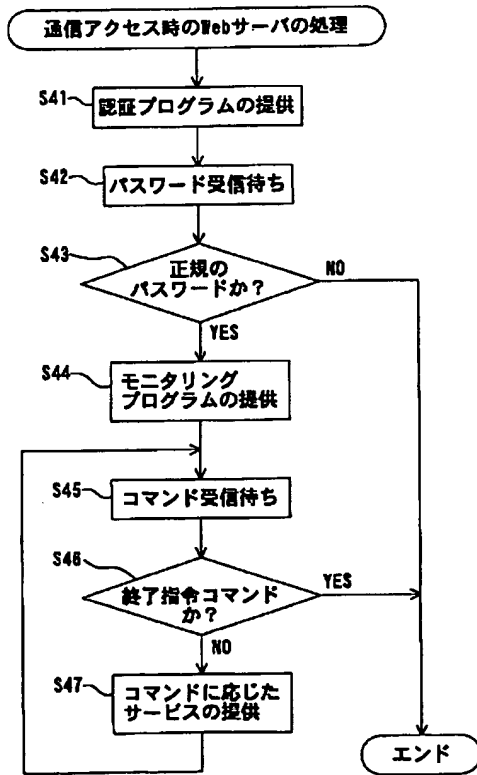 通信アクセス時のWebサーバの処理
S41
認証プログラムの提供
S42
パスワード受信待ち
S43
正規の
パスワードか?
NO
YES
S44
モニタリング
プログラムの提供
S45
コマンド受信待ち
S46
終了指令コマンド
か?
YES
NO
S47
コマンドに応じた
サービスの提供
エンド